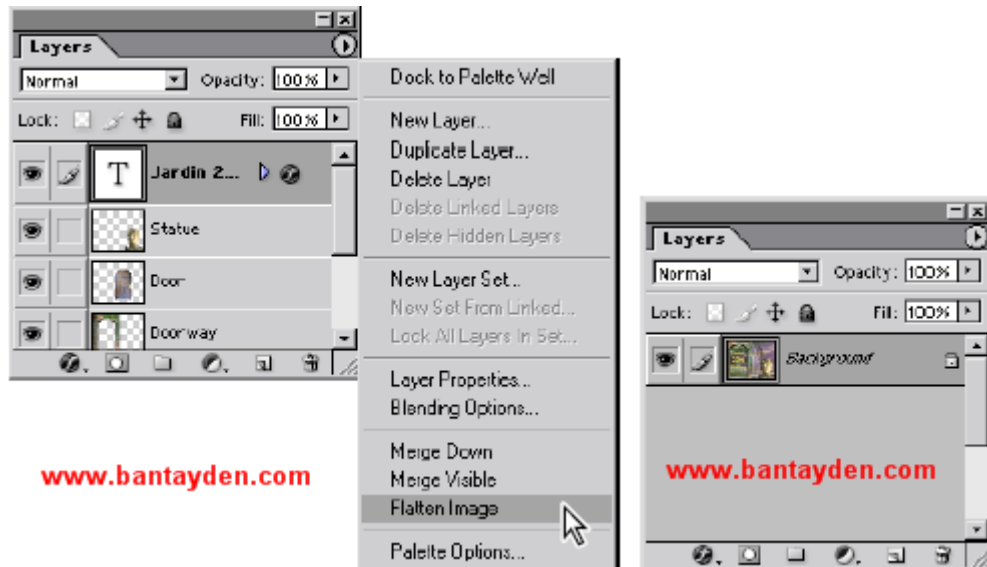 Layers
Normal Opacity: 100%
Lock: Fill: 100%
T Jardin 2...
Statue
Door
Doorway
www.bantayden.com
Dock to Palette Well
New Layer...
Duplicate Layer...
Delete Layer
Delete Linked Layers
Delete Hidden Layers
New Layer Set...
New Set From Linked...
Lock All Layers In Set...
Layer Properties...
Blending Options...
Merge Down
Merge Visible
Flatten Image
Palette Options...
Layers
Normal Opacity: 100%
Lock: Fill: 100%
Background
www.bantayden.com